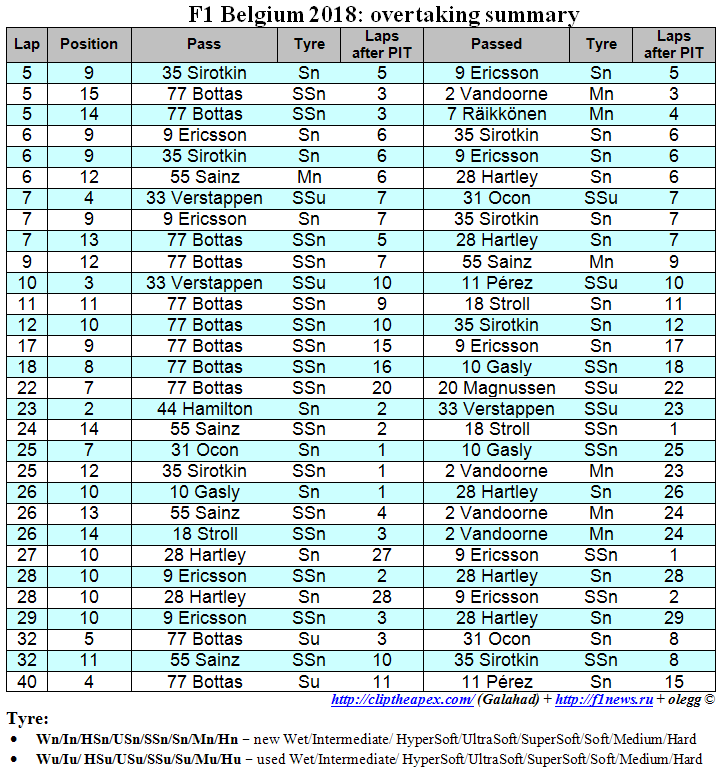 F1 Belgium 2018: overtaking summary
Lap Position Pass Tyre Laps after PIT Passed Tyre Laps after PIT
5 9 35 Sirotkin Sn 5 9 Ericsson Sn 5
5 15 77 Bottas SSn 3 2 Vandoorne Mn 3
5 14 77 Bottas SSn 3 7 Räikkönen Mn 4
6 9 9 Ericsson Sn 6 35 Sirotkin Sn 6
6 9 35 Sirotkin Sn 6 9 Ericsson Sn 6
6 12 55 Sainz Mn 6 28 Hartley Sn 6
7 4 33 Verstappen SSu 7 31 Ocon SSu 7
7 9 9 Ericsson Sn 7 35 Sirotkin Sn 7
7 13 77 Bottas SSn 5 28 Hartley Sn 7
9 12 77 Bottas SSn 7 55 Sainz Mn 9
10 3 33 Verstappen SSu 10 11 Pérez SSu 10
11 11 77 Bottas SSn 9 18 Stroll Sn 11
12 10 77 Bottas SSn 10 35 Sirotkin Sn 12
17 9 77 Bottas SSn 15 9 Ericsson Sn 17
18 8 77 Bottas SSn 16 10 Gasly SSn 18
22 7 77 Bottas SSn 20 20 Magnussen SSu 22
23 2 44 Hamilton Sn 2 33 Verstappen SSu 23
24 14 55 Sainz SSn 2 18 Stroll SSn 1
25 7 31 Ocon Sn 1 10 Gasly SSn 25
25 12 35 Sirotkin SSn 1 2 Vandoorne Mn 23
26 10 10 Gasly Sn 1 28 Hartley Sn 26
26 13 55 Sainz SSn 4 2 Vandoorne Mn 24
26 14 18 Stroll SSn 3 2 Vandoorne Mn 24
27 10 28 Hartley Sn 27 9 Ericsson SSn 1
28 10 9 Ericsson SSn 2 28 Hartley Sn 28
28 10 28 Hartley Sn 28 9 Ericsson SSn 2
29 10 9 Ericsson SSn 3 28 Hartley Sn 29
32 5 77 Bottas Su 3 31 Ocon Sn 8
32 11 55 Sainz SSn 10 35 Sirotkin SSn 8
40 4 77 Bottas Su 11 11 Pérez Sn 15
http://cliptheapex.com/ (Galahad) + http://f1news.ru + olegg ©
Tyre:
• Wn/In/HSn/USn/SSn/Sn/Mn/Hn – new Wet/Intermediate/ HyperSoft/UltraSoft/SuperSoft/Soft/Medium/Hard
• Wu/Iu/ HSu/USu/SSu/Su/Mu/Hu – used Wet/Intermediate/ HyperSoft/UltraSoft/SuperSoft/Soft/Medium/Hard